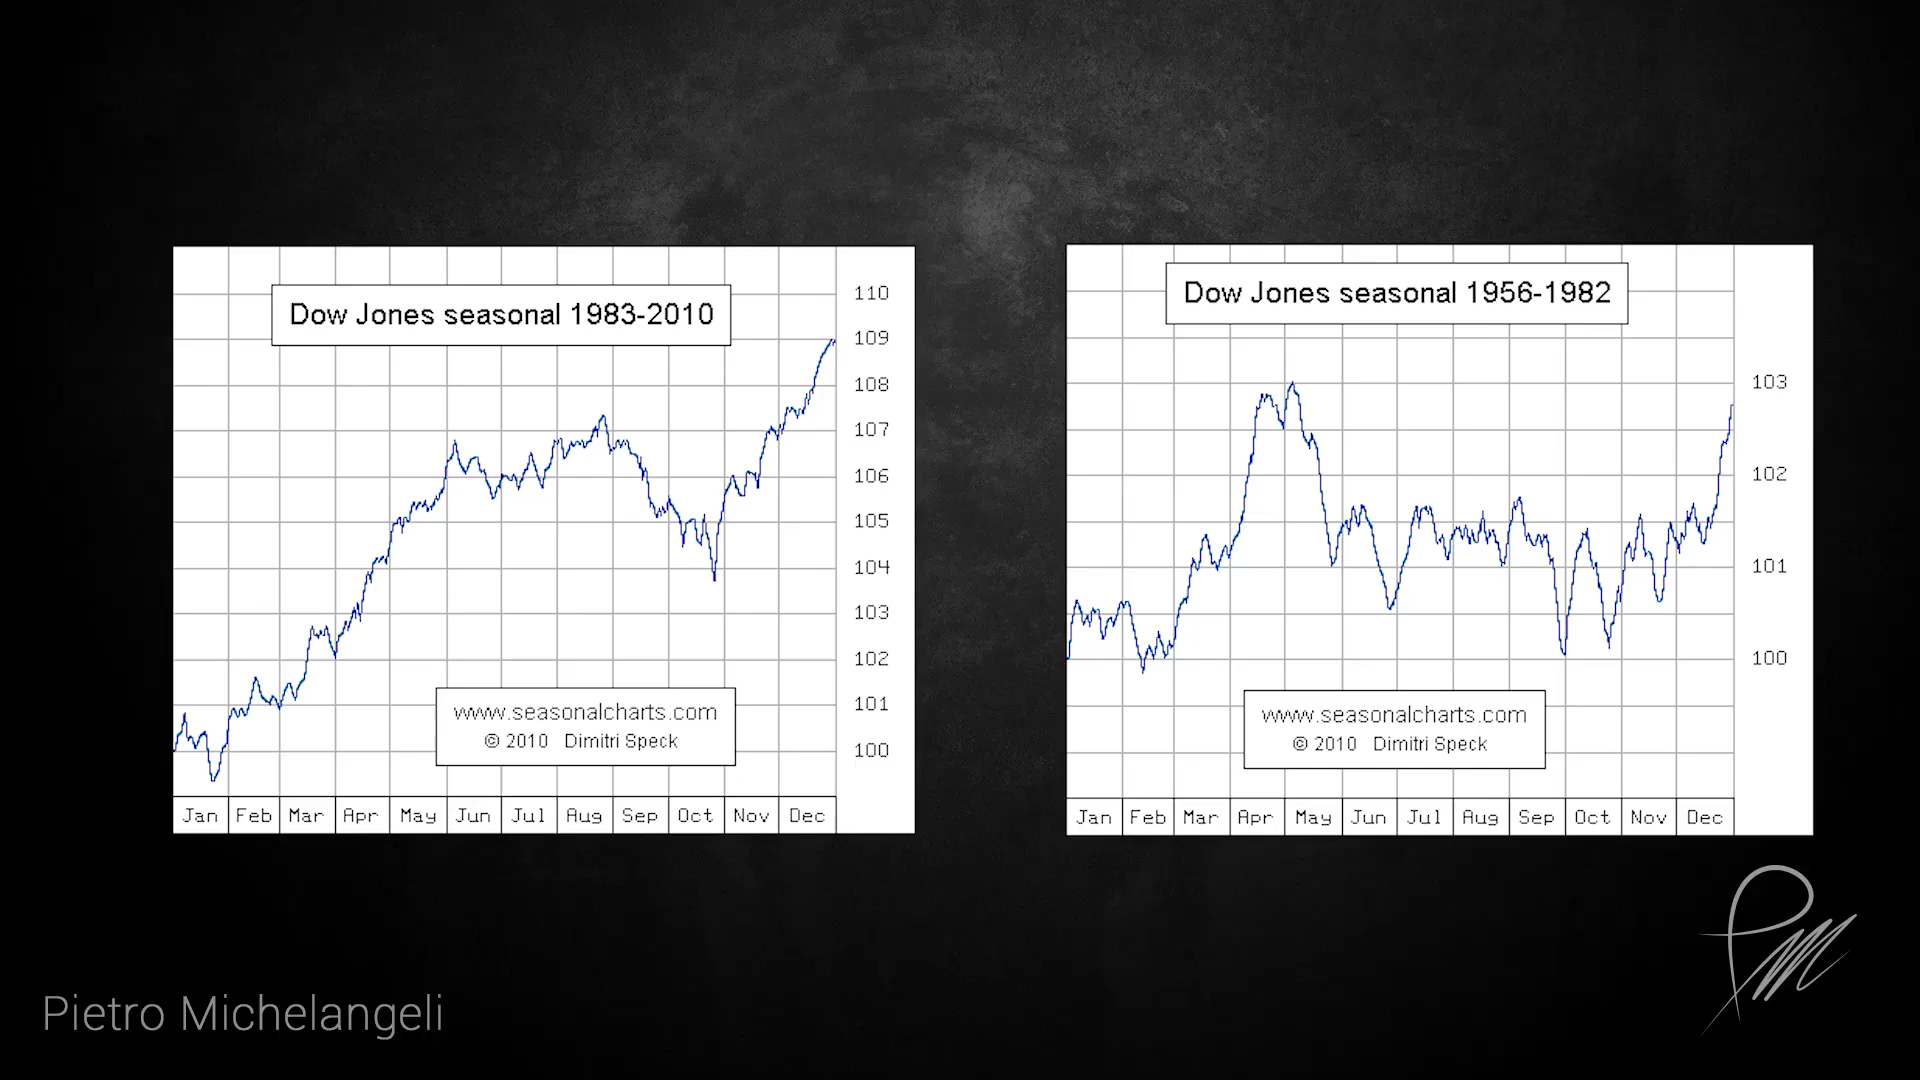 Dow Jones seasonal 1983-2010
110
109
108
107
106
105
104
103
102
101
100
www.seasonalcharts.com
© 2010 Dimitri Speck
Jan Feb Mar Apr May Jun Jul Aug Sep Oct Nov Dec
Dow Jones seasonal 1956-1982
103
102
101
100
www.seasonalcharts.com
© 2010 Dimitri Speck
Jan Feb Mar Apr May Jun Jul Aug Sep Oct Nov Dec
PM
Pietro Michelangeli